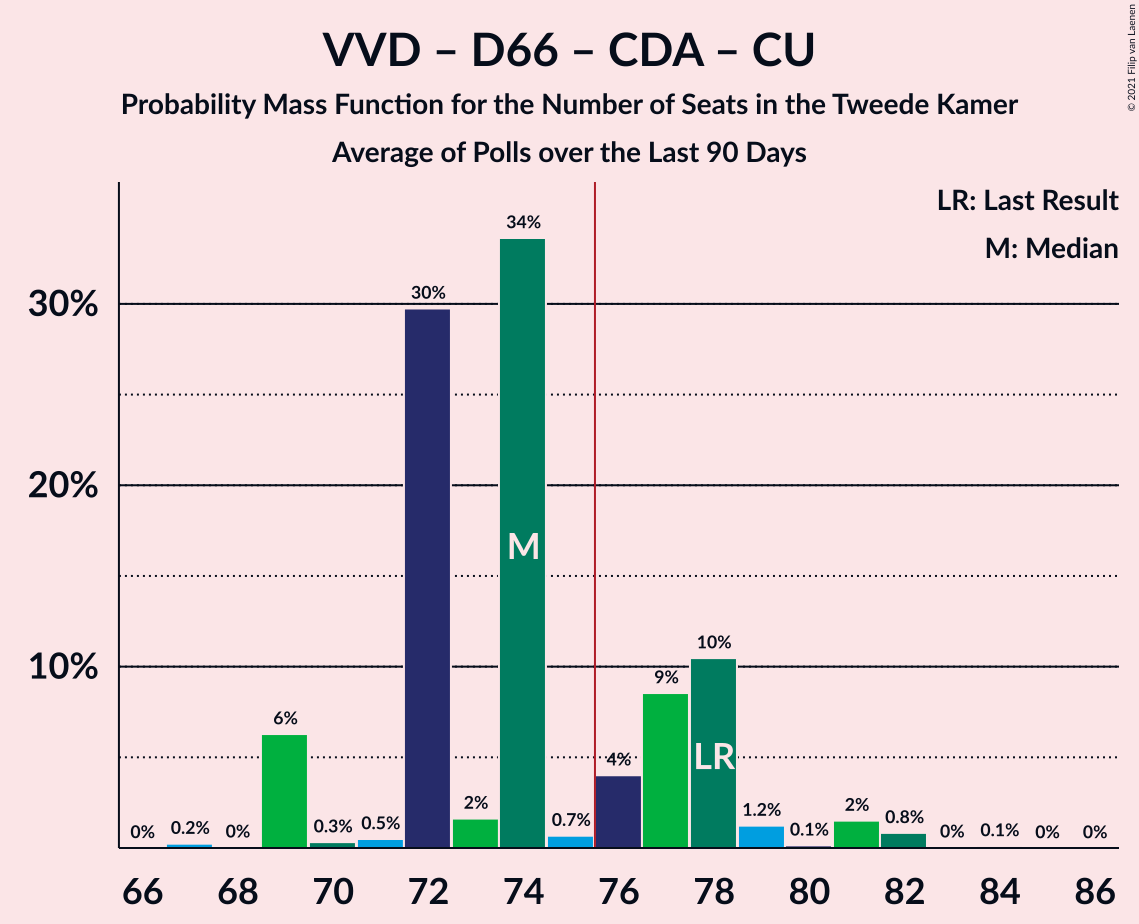 VVD – D66 – CDA – CU
Probability Mass Function for the Number of Seats in the Tweede Kamer
Average of Polls over the Last 90 Days
© 2021 Filip van Laenen
LR: Last Result
M: Median
30%
20%
10%
0%
0.2%
0%
6%
0.3%
0.5%
30%
2%
34%
0.7%
4%
9%
10%
1.2%
0.1%
2%
0.8%
0%
0.1%
0%
0%
M
LR
66 68 70 72 74 76 78 80 82 84 86